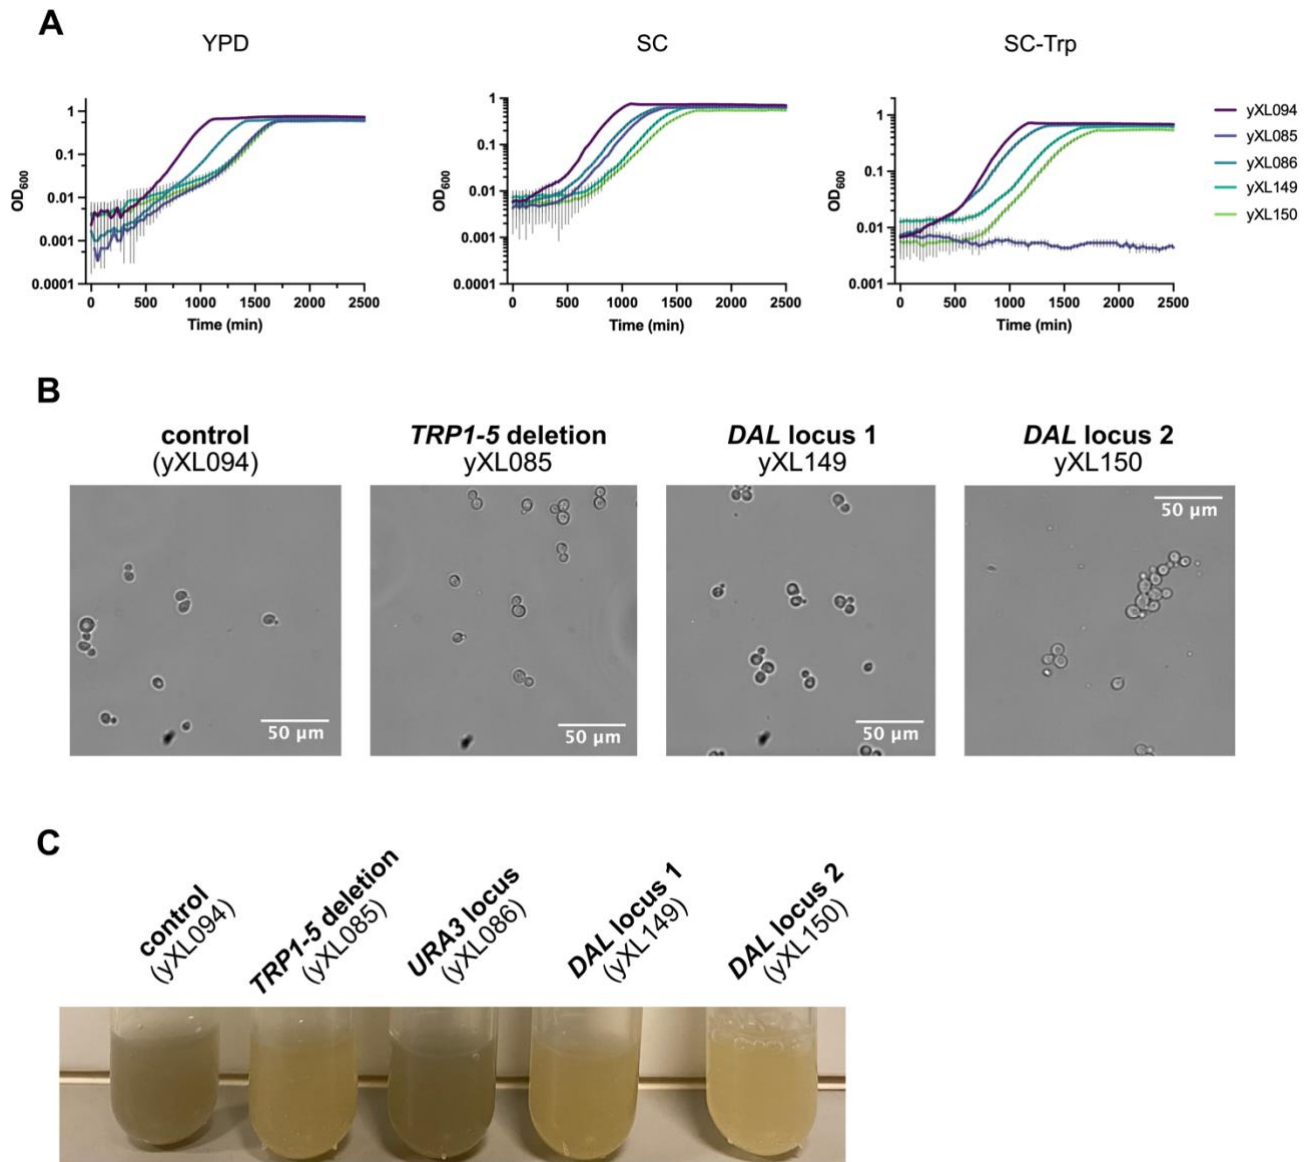 A
YPD
SC
SC-Trp
1
0.1
0.01
0.001
0.0001
OD600
0 500 1000 1500 2000 2500
Time (min)
1
0.1
0.01
0.001
0.0001
OD600
0 500 1000 1500 2000 2500
Time (min)
1
0.1
0.01
0.001
OD600
0 500 1000 1500 2000 2500
Time (min)
yXL094
yXL085
yXL086
yXL149
yXL150
B
control
(yXL094)
TRP1-5 deletion
yXL085
DAL locus 1
yXL149
DAL locus 2
yXL150
50 µm
50 µm
50 µm
50 µm
C
control
(yXL094)
TRP1-5 deletion
(yXL085)
URA3 locus
(yXL086)
DAL locus 1
(yXL149)
DAL locus 2
(yXL150)